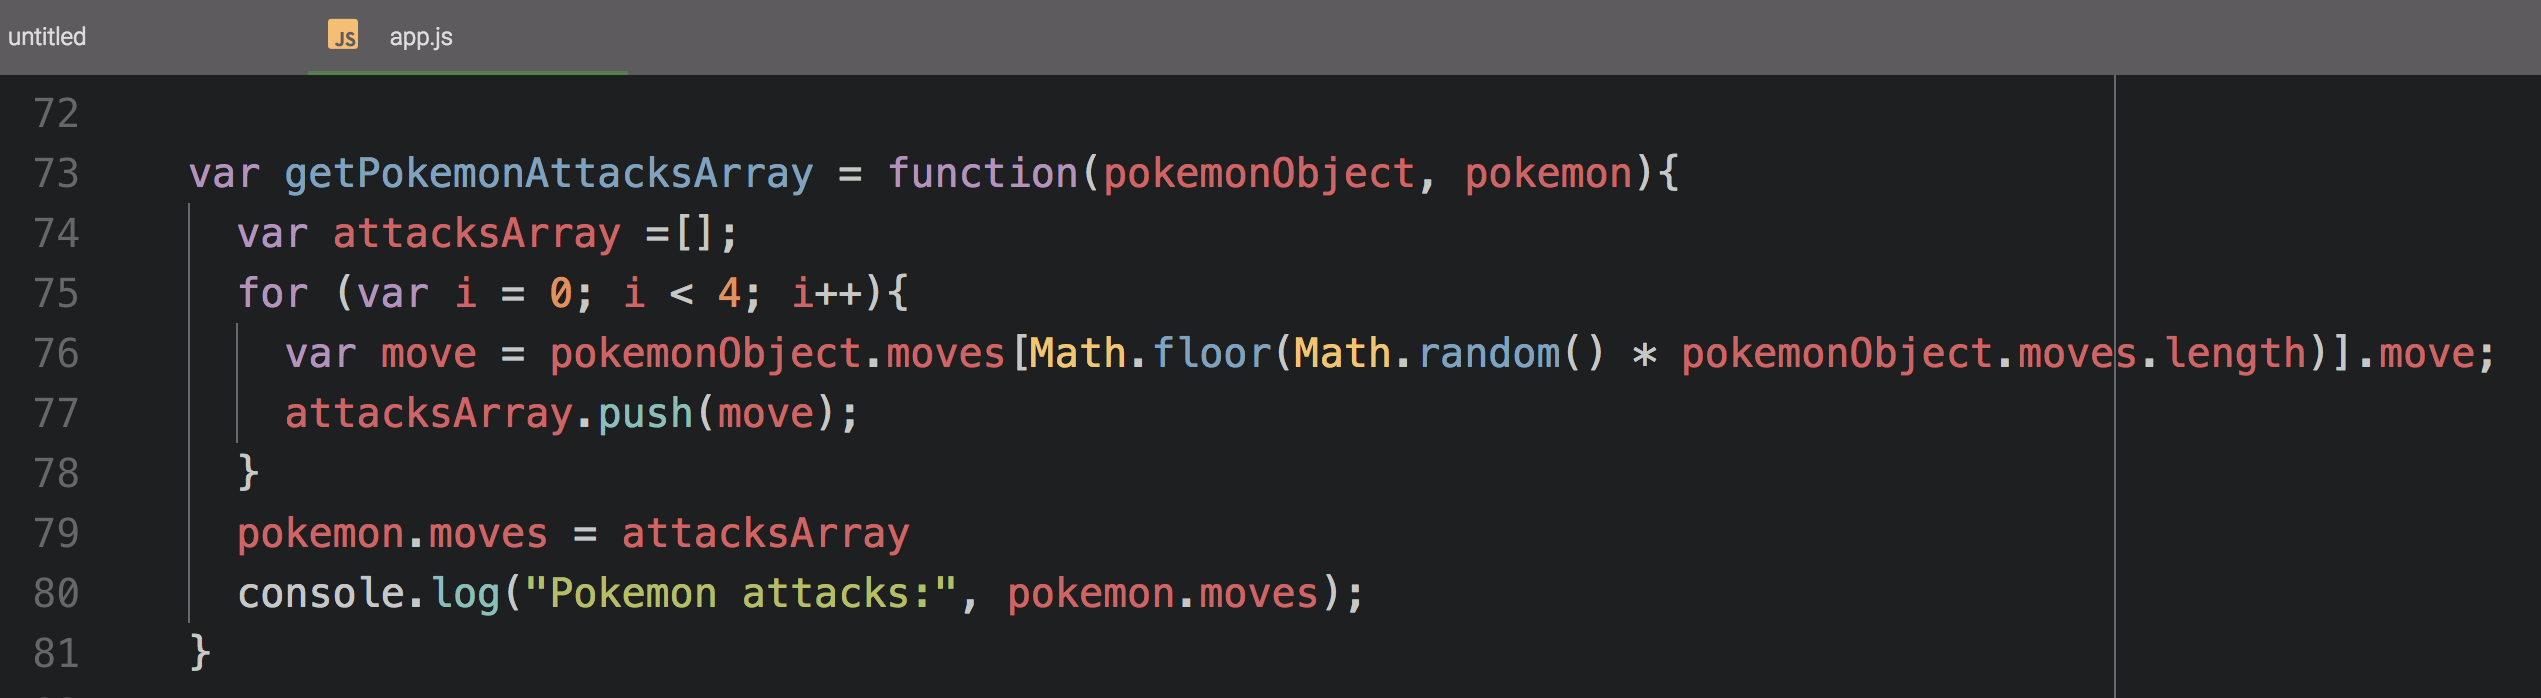 untitled
JS app.js
72
73 var getPokemonAttacksArray = function(pokemonObject, pokemon){
74 var attacksArray =[];
75 for (var i = 0; i < 4; i++){
76 var move = pokemonObject.moves[Math.floor(Math.random() * pokemonObject.moves.length)].move;
77 attacksArray.push(move);
78 }
79 pokemon.moves = attacksArray
80 console.log("Pokemon attacks:", pokemon.moves);
81 }